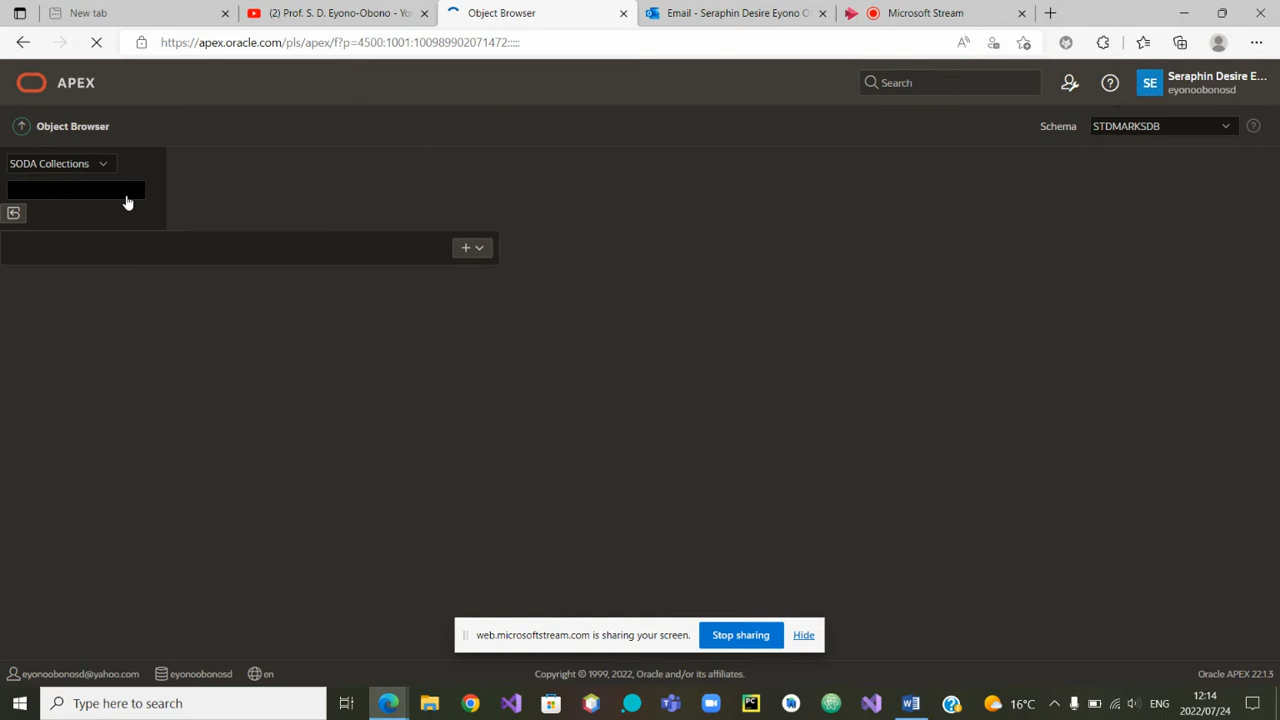 New tab
(2) Prof. S. D. Eyono-Obono - Yo
Object Browser
Email - Seraphin Desire Eyono O
Microsoft Stream
https://apex.oracle.com/pls/apex/f?p=4500:1001:100989902071472:::::
APEX
Search
SE
Seraphin Desire E...
eyonoobonosd
Object Browser
Schema
STDMARKSDB
SODA Collections
web.microsoftstream.com is sharing your screen.
Stop sharing
Hide
eyonoobonosd@yahoo.com
eyonoobonosd
en
Copyright © 1999, 2022, Oracle and/or its affiliates.
Oracle APEX 22.1.3
Type here to search
16°C
ENG
12:14
2022/07/24